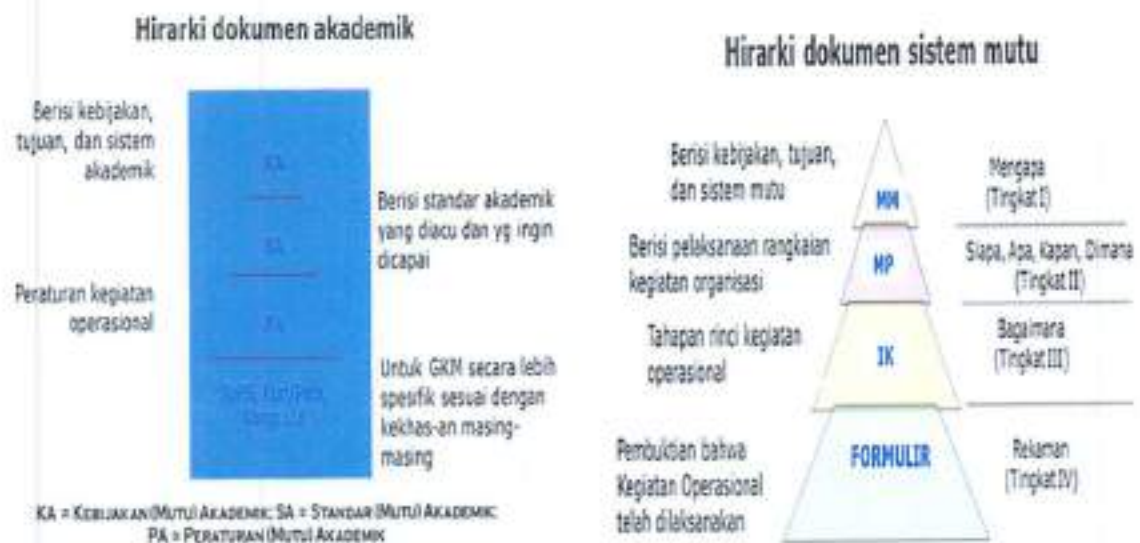 Hirarki dokumen akademik
Berisi kebijakan,
tujuan, dan sistem
akademik
KA
Berisi standar akademik
yang diacu dan yg ingin
dicapai
SA
Peraturan kegiatan
operasional
PA
Untuk GKM secara lebih
spesifik sesuai dengan
kekhas-an masing-
masing
KA = KEBIJAKAN (MUTU) AKADEMIK; SA = STANDAR (MUTU) AKADEMIK;
PA = PERATURAN (MUTU) AKADEMIK
Hirarki dokumen sistem mutu
Berisi kebijakan, tujuan,
dan sistem mutu
MM
Mengapa
(Tingkat I)
Berisi pelaksanaan rangkaian
kegiatan organisasi
MP
Siapa, Apa, Kapan, Dimana
(Tingkat II)
Tahapan rinci kegiatan
operasional
IK
Bagaimana
(Tingkat III)
Pembuktian bahwa
Kegiatan Operasional
telah dilaksanakan
FORMULIR
Rekaman
(Tingkat IV)